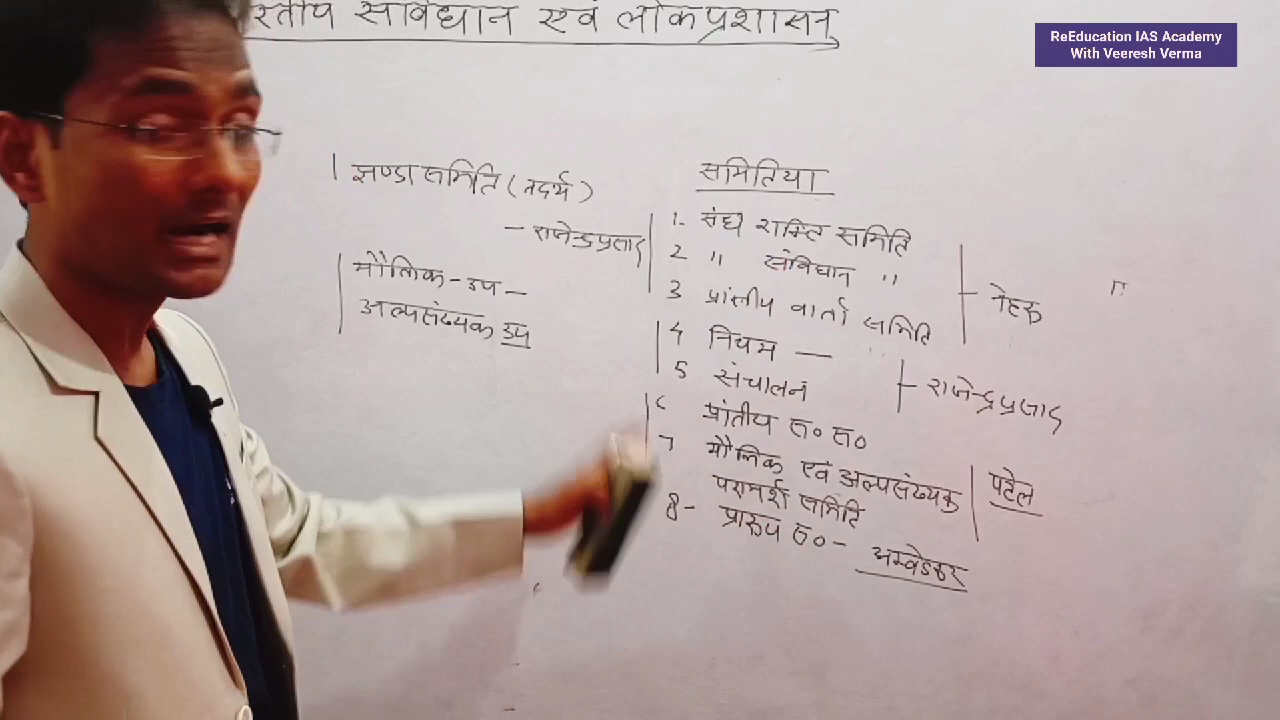 रतीय संविधान एवं लोकप्रशासन
ReEducation IAS Academy
With Veeresh Verma
1 झण्डा समिति (तदर्थ)
- राजेन्द्रप्रसाद
मौलिक - उप -
अल्पसंख्यक उप
समितिया
1- संघ शक्ति समिति
2 " संविधान "
3 प्रांतीय वार्ता समिति
नेहरू
4 नियम — "
5 संचालन
राजेन्द्रप्रसाद
6 प्रांतीय स० स०
7 मौलिक एवं अल्पसंख्यक
परामर्श समिति
पटेल
8- प्रारूप स० - अम्बेडकर